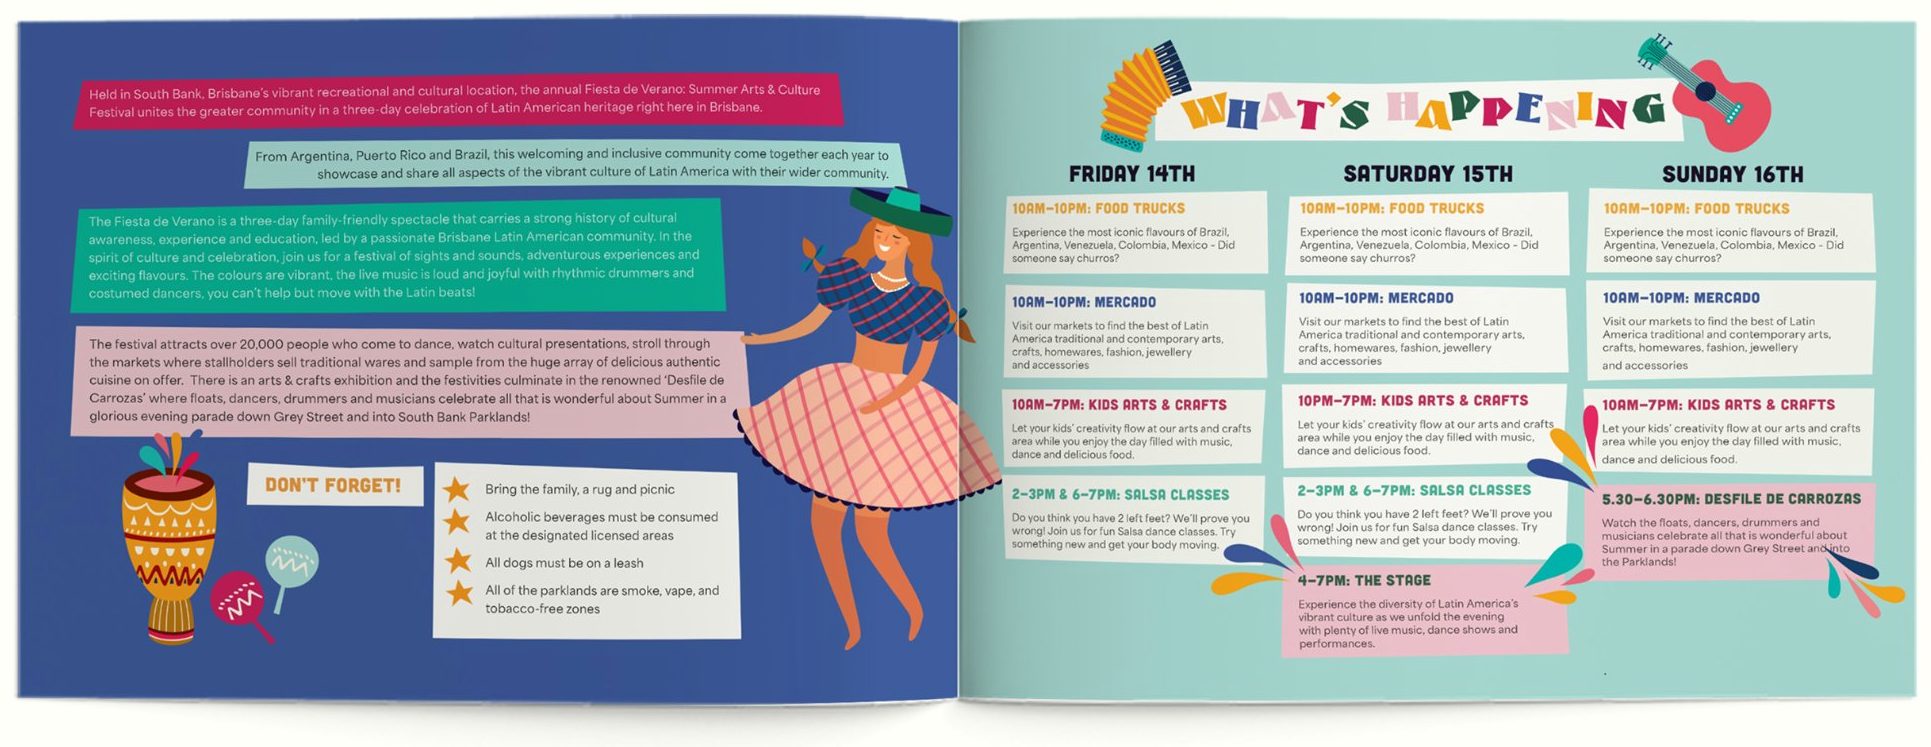 Held in South Bank, Brisbane's vibrant recreational and cultural location, the annual Fiesta de Verano: Summer Arts & Culture
Festival unites the greater community in a three-day celebration of Latin American heritage right here in Brisbane.
From Argentina, Puerto Rico and Brazil, this welcoming and inclusive community come together each year to
showcase and share all aspects of the vibrant culture of Latin America with their wider community.
The Fiesta de Verano is a three-day family-friendly spectacle that carries a strong history of cultural
awareness, experience and education, led by a passionate Brisbane Latin American community. In the
spirit of culture and celebration, join us for a festival of sights and sounds, adventurous experiences and
exciting flavours. The colours are vibrant, the live music is loud and joyful with rhythmic drummers and
costumed dancers, you can't help but move with the Latin beats!
The festival attracts over 20,000 people who come to dance, watch cultural presentations, stroll through
the markets where stallholders sell traditional wares and sample from the huge array of delicious authentic
cuisine on offer. There is an arts & crafts exhibition and the festivities culminate in the renowned 'Desfile de
Carrozas' where floats, dancers, drummers and musicians celebrate all that is wonderful about Summer in a
glorious evening parade down Grey Street and into South Bank Parklands!
DON'T FORGET!
Bring the family, a rug and picnic
Alcoholic beverages must be consumed
at the designated licensed areas
All dogs must be on a leash
All of the parklands are smoke, vape, and
tobacco-free zones
WHAT'S HAPPENING
FRIDAY 14TH
10AM–10PM: FOOD TRUCKS
Experience the most iconic flavours of Brazil,
Argentina, Venezuela, Colombia, Mexico - Did
someone say churros?
10AM–10PM: MERCADO
Visit our markets to find the best of Latin
America traditional and contemporary arts,
crafts, homewares, fashion, jewellery
and accessories
10AM–7PM: KIDS ARTS & CRAFTS
Let your kids' creativity flow at our arts and crafts
area while you enjoy the day filled with music,
dance and delicious food.
2–3PM & 6–7PM: SALSA CLASSES
Do you think you have 2 left feet? We'll prove you
wrong! Join us for fun Salsa dance classes. Try
something new and get your body moving.
SATURDAY 15TH
10AM–10PM: FOOD TRUCKS
Experience the most iconic flavours of Brazil,
Argentina, Venezuela, Colombia, Mexico - Did
someone say churros?
10AM–10PM: MERCADO
Visit our markets to find the best of Latin
America traditional and contemporary arts,
crafts, homewares, fashion, jewellery
and accessories
10PM–7PM: KIDS ARTS & CRAFTS
Let your kids' creativity flow at our arts and crafts
area while you enjoy the day filled with music,
dance and delicious food.
2–3PM & 6–7PM: SALSA CLASSES
Do you think you have 2 left feet? We'll prove you
wrong! Join us for fun Salsa dance classes. Try
something new and get your body moving.
4–7PM: THE STAGE
Experience the diversity of Latin America's
vibrant culture as we unfold the evening
with plenty of live music, dance shows and
performances.
SUNDAY 16TH
10AM–10PM: FOOD TRUCKS
Experience the most iconic flavours of Brazil,
Argentina, Venezuela, Colombia, Mexico - Did
someone say churros?
10AM–10PM: MERCADO
Visit our markets to find the best of Latin
America traditional and contemporary arts,
crafts, homewares, fashion, jewellery
and accessories
10AM–7PM: KIDS ARTS & CRAFTS
Let your kids' creativity flow at our arts and crafts
area while you enjoy the day filled with music,
dance and delicious food.
5.30–6.30PM: DESFILE DE CARROZAS
Watch the floats, dancers, drummers and
musicians celebrate all that is wonderful about
Summer in a parade down Grey Street and into
the Parklands!